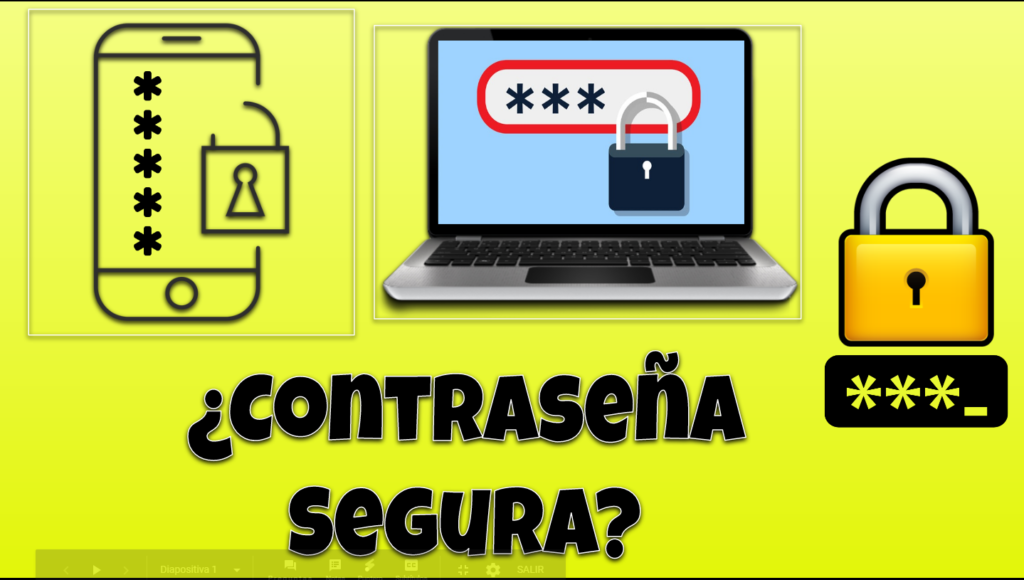 *****
***
***_
¿Contraseña
segura?
Diapositiva 1
SALIR